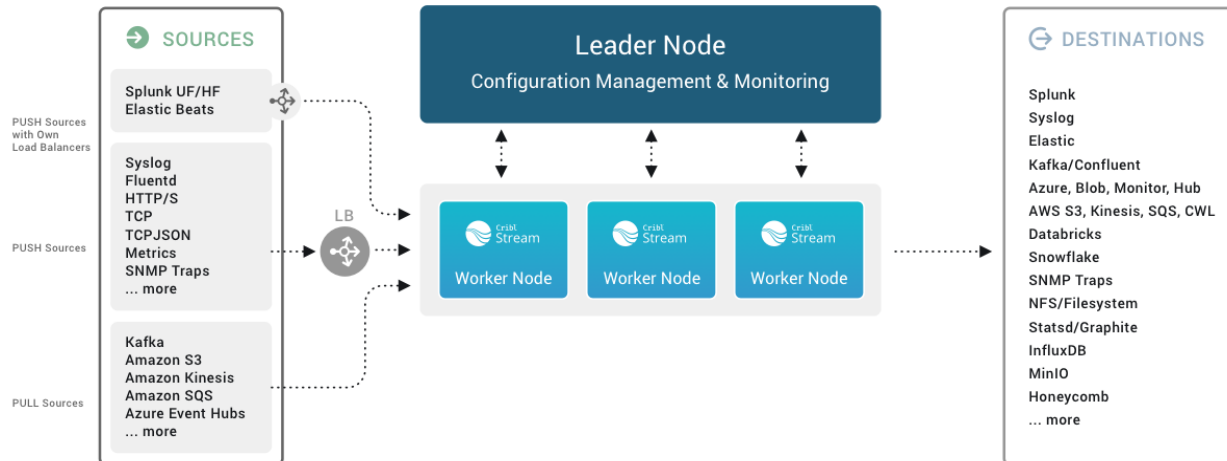 SOURCES
PUSH Sources
with Own
Load Balancers
Splunk UF/HF
Elastic Beats
PUSH Sources
Syslog
Fluentd
HTTP/S
TCP
TCPJSON
Metrics
SNMP Traps
... more
PULL Sources
Kafka
Amazon S3
Amazon Kinesis
Amazon SQS
Azure Event Hubs
... more
LB
Leader Node
Configuration Management & Monitoring
Cribl
Stream
Worker Node
Cribl
Stream
Worker Node
Cribl
Stream
Worker Node
DESTINATIONS
Splunk
Syslog
Elastic
Kafka/Confluent
Azure, Blob, Monitor, Hub
AWS S3, Kinesis, SQS, CWL
Databricks
Snowflake
SNMP Traps
NFS/Filesystem
Statsd/Graphite
InfluxDB
MinIO
Honeycomb
... more